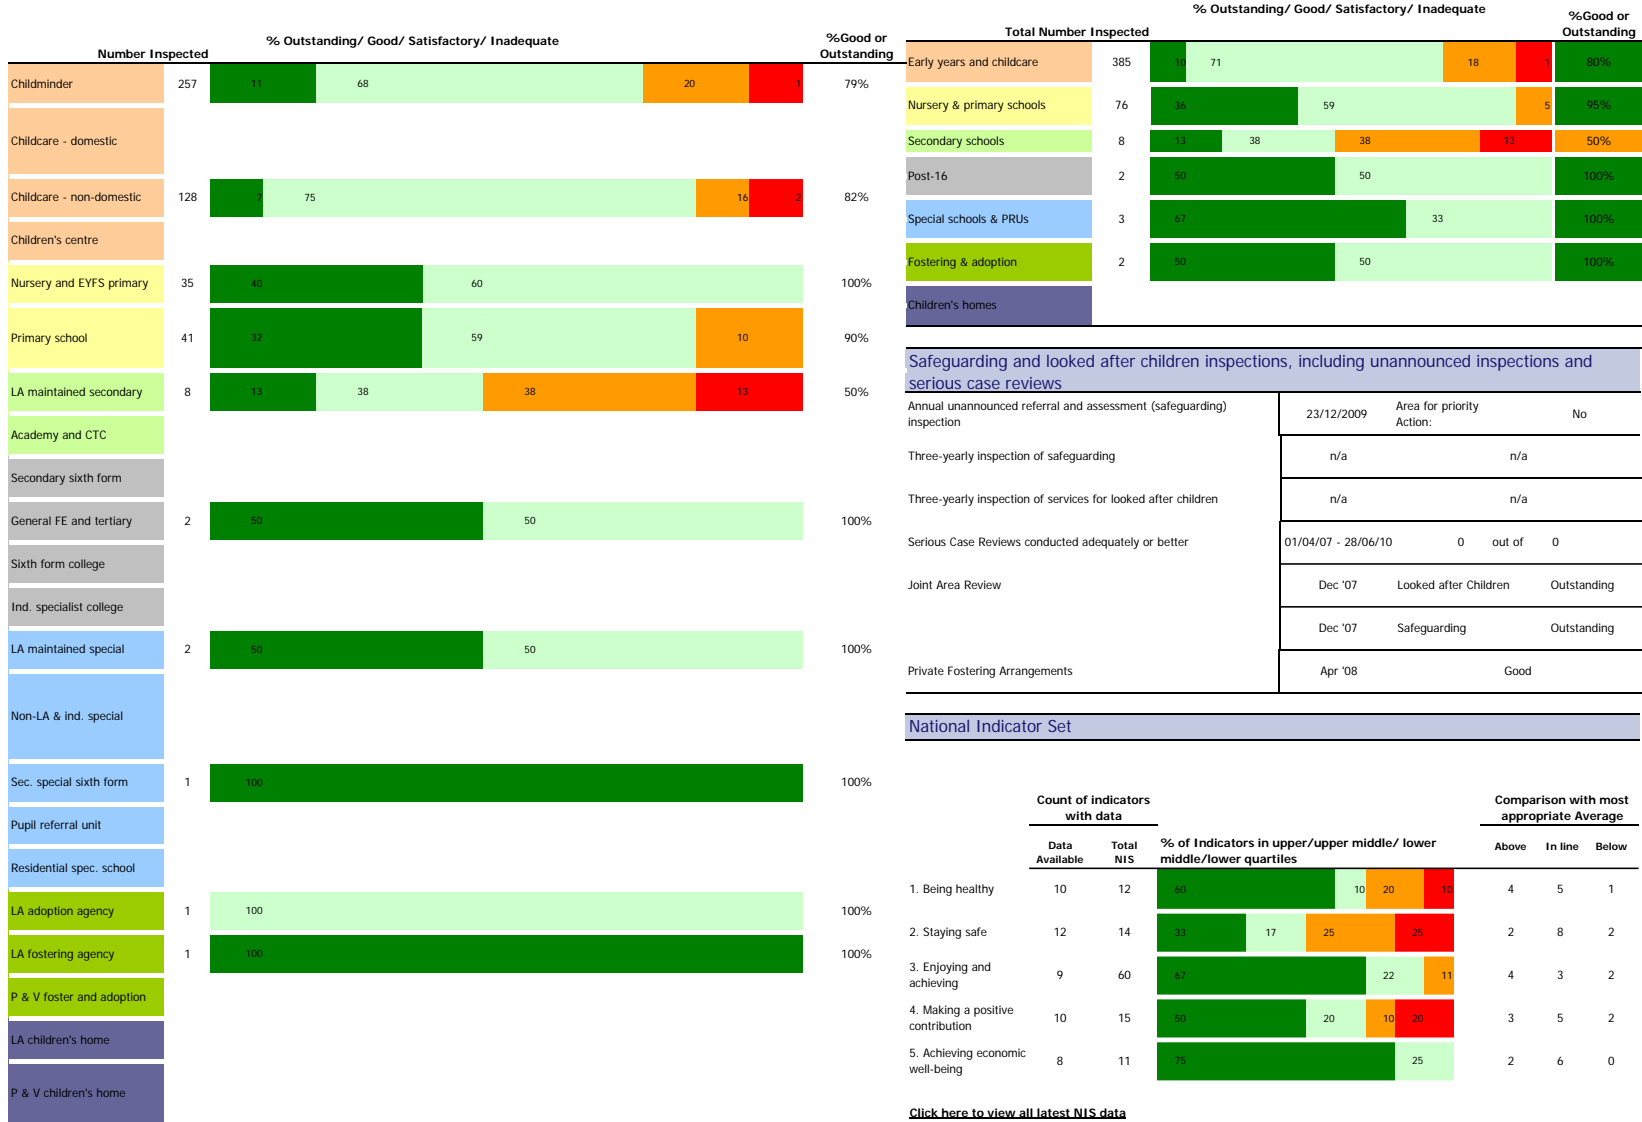 % Outstanding/ Good/ Satisfactory/ Inadequate
Number Inspected
%Good or
Outstanding
Childminder 257 11 68 20 1 79%
Childcare - domestic
Childcare - non-domestic 128 7 75 16 2 82%
Children's centre
Nursery and EYFS primary 35 40 60 100%
Primary school 41 32 59 10 90%
LA maintained secondary 8 13 38 38 13 50%
Academy and CTC
Secondary sixth form
General FE and tertiary 2 50 50 100%
Sixth form college
Ind. specialist college
LA maintained special 2 50 50 100%
Non-LA & ind. special
Sec. special sixth form 1 100 100%
Pupil referral unit
Residential spec. school
LA adoption agency 1 100 100%
LA fostering agency 1 100 100%
P & V foster and adoption
LA children's home
P & V children's home
% Outstanding/ Good/ Satisfactory/ Inadequate
Total Number Inspected
%Good or
Outstanding
Early years and childcare 385 10 71 18 1 80%
Nursery & primary schools 76 36 59 5 95%
Secondary schools 8 13 38 38 13 50%
Post-16 2 50 50 100%
Special schools & PRUs 3 67 33 100%
Fostering & adoption 2 50 50 100%
Children's homes
Safeguarding and looked after children inspections, including unannounced inspections and
serious case reviews
Annual unannounced referral and assessment (safeguarding)
inspection
23/12/2009
Area for priority
Action:
No
Three-yearly inspection of safeguarding n/a n/a
Three-yearly inspection of services for looked after children n/a n/a
Serious Case Reviews conducted adequately or better 01/04/07 - 28/06/10 0 out of 0
Joint Area Review Dec '07 Looked after Children Outstanding
Dec '07 Safeguarding Outstanding
Private Fostering Arrangements Apr '08 Good
National Indicator Set
Count of indicators
with data
Comparison with most
appropriate Average
Data
Available
Total
NIS
% of Indicators in upper/upper middle/ lower
middle/lower quartiles
Above In line Below
1. Being healthy 10 12 60 10 20 10 4 5 1
2. Staying safe 12 14 33 17 25 25 2 8 2
3. Enjoying and
achieving
9 60 67 22 11 4 3 2
4. Making a positive
contribution
10 15 50 20 10 20 3 5 2
5. Achieving economic
well-being
8 11 75 25 2 6 0
Click here to view all latest NIS data